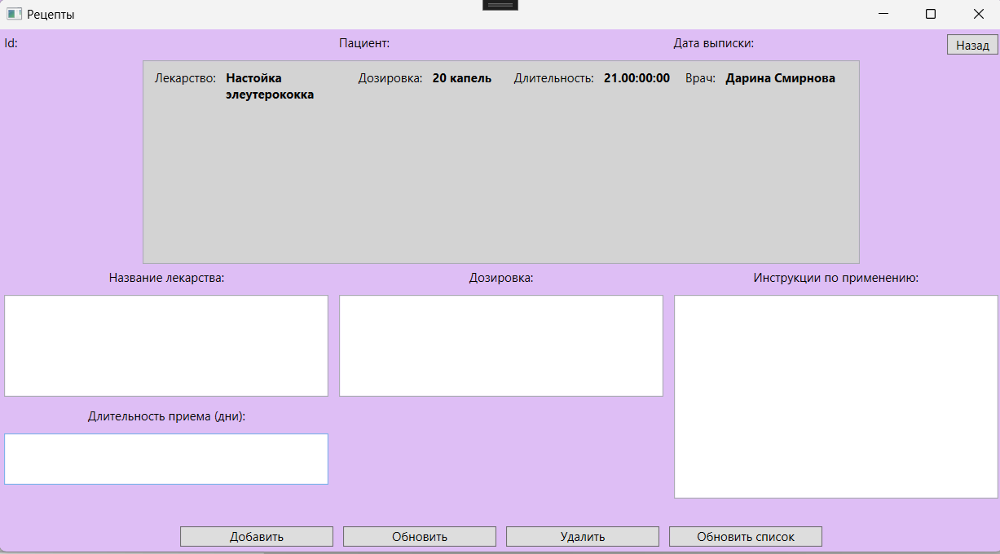 Рецепты
Id:
Пациент:
Дата выписки:
Назад
Лекарство: Настойка элеутерококка
Дозировка: 20 капель
Длительность: 21.00:00:00
Врач: Дарина Смирнова
Название лекарства:
Дозировка:
Инструкции по применению:
Длительность приема (дни):
Добавить
Обновить
Удалить
Обновить список